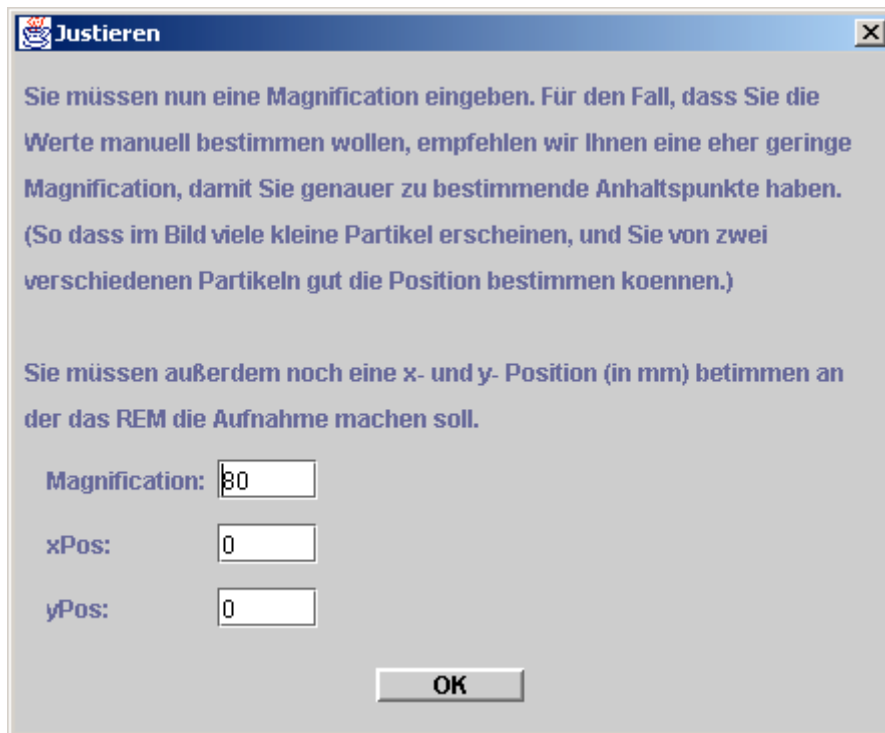 Justieren
Sie müssen nun eine Magnification eingeben. Für den Fall, dass Sie die
Werte manuell bestimmen wollen, empfehlen wir Ihnen eine eher geringe
Magnification, damit Sie genauer zu bestimmende Anhaltspunkte haben.
(So dass im Bild viele kleine Partikel erscheinen, und Sie von zwei
verschiedenen Partikeln gut die Position bestimmen koennen.)
Sie müssen außerdem noch eine x- und y- Position (in mm) betimmen an
der das REM die Aufnahme machen soll.
Magnification: 80
xPos: 0
yPos: 0
OK